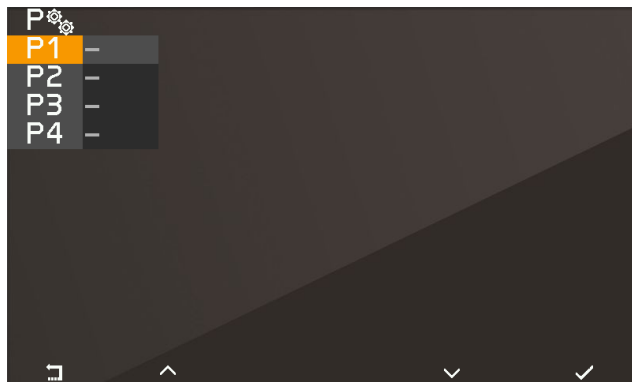 P
P1 –
P2 –
P3 –
P4 –